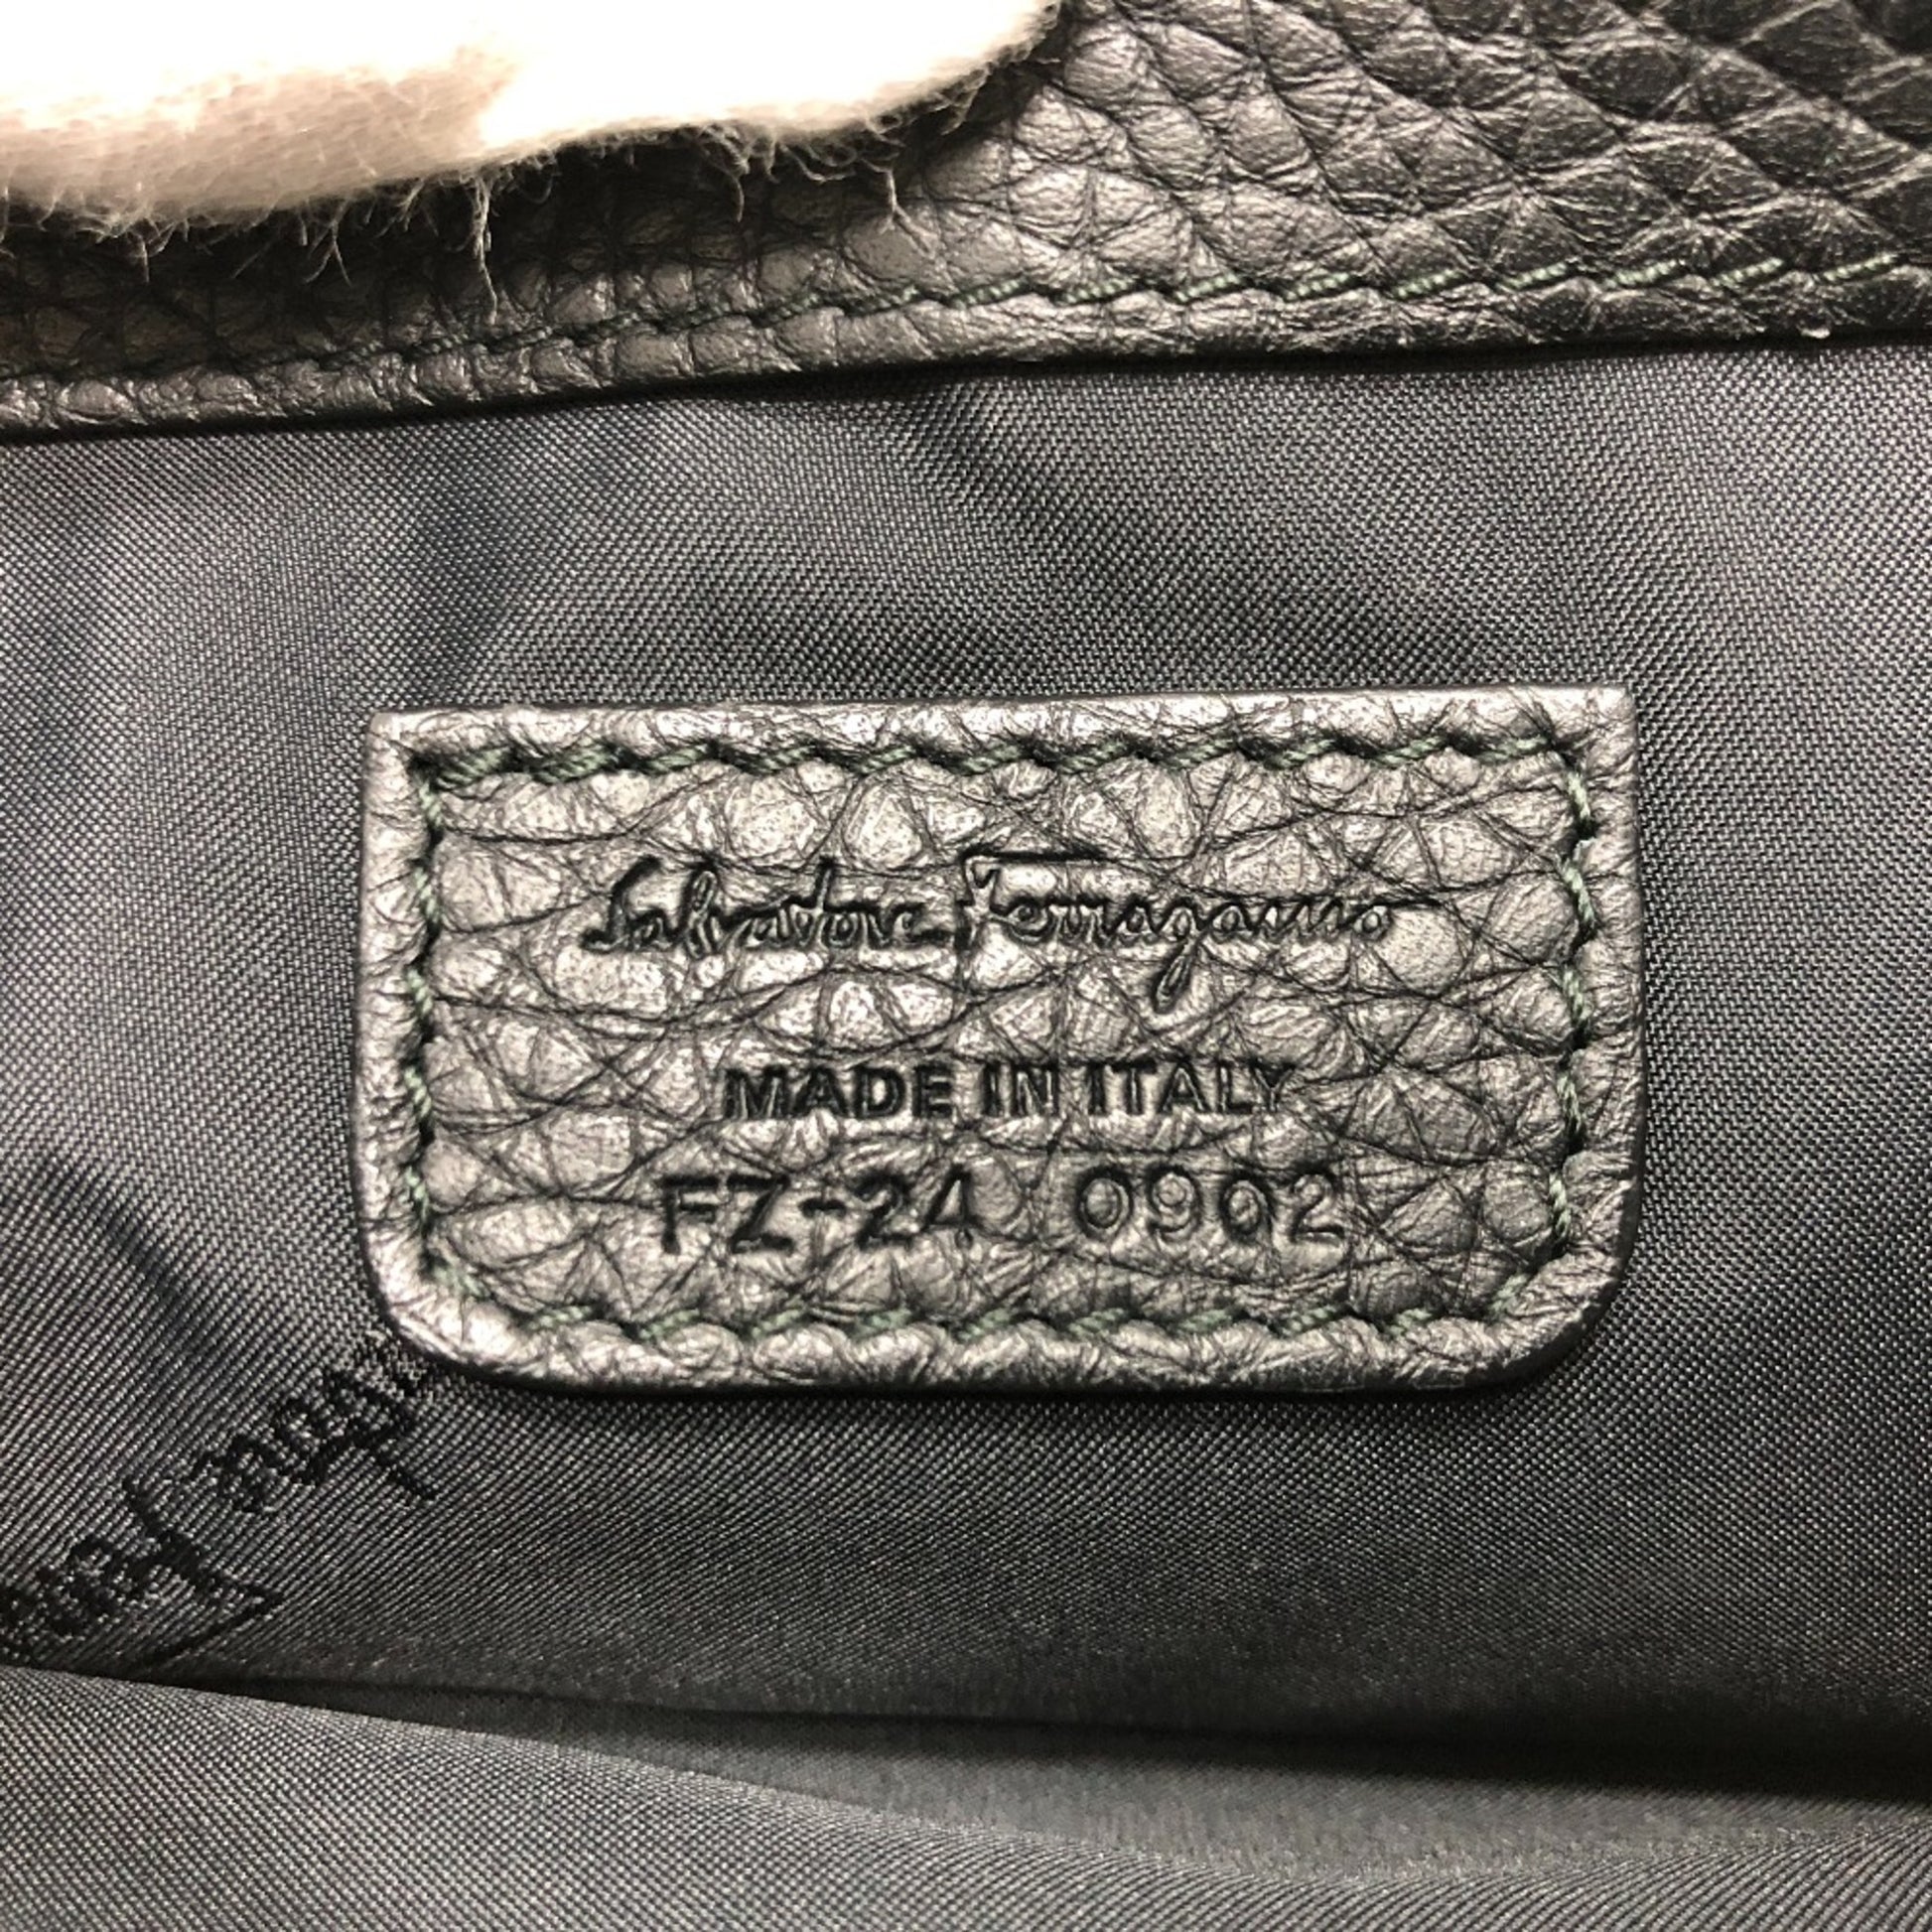 Salvatore Ferragamo
MADE IN ITALY
FZ-24 0902